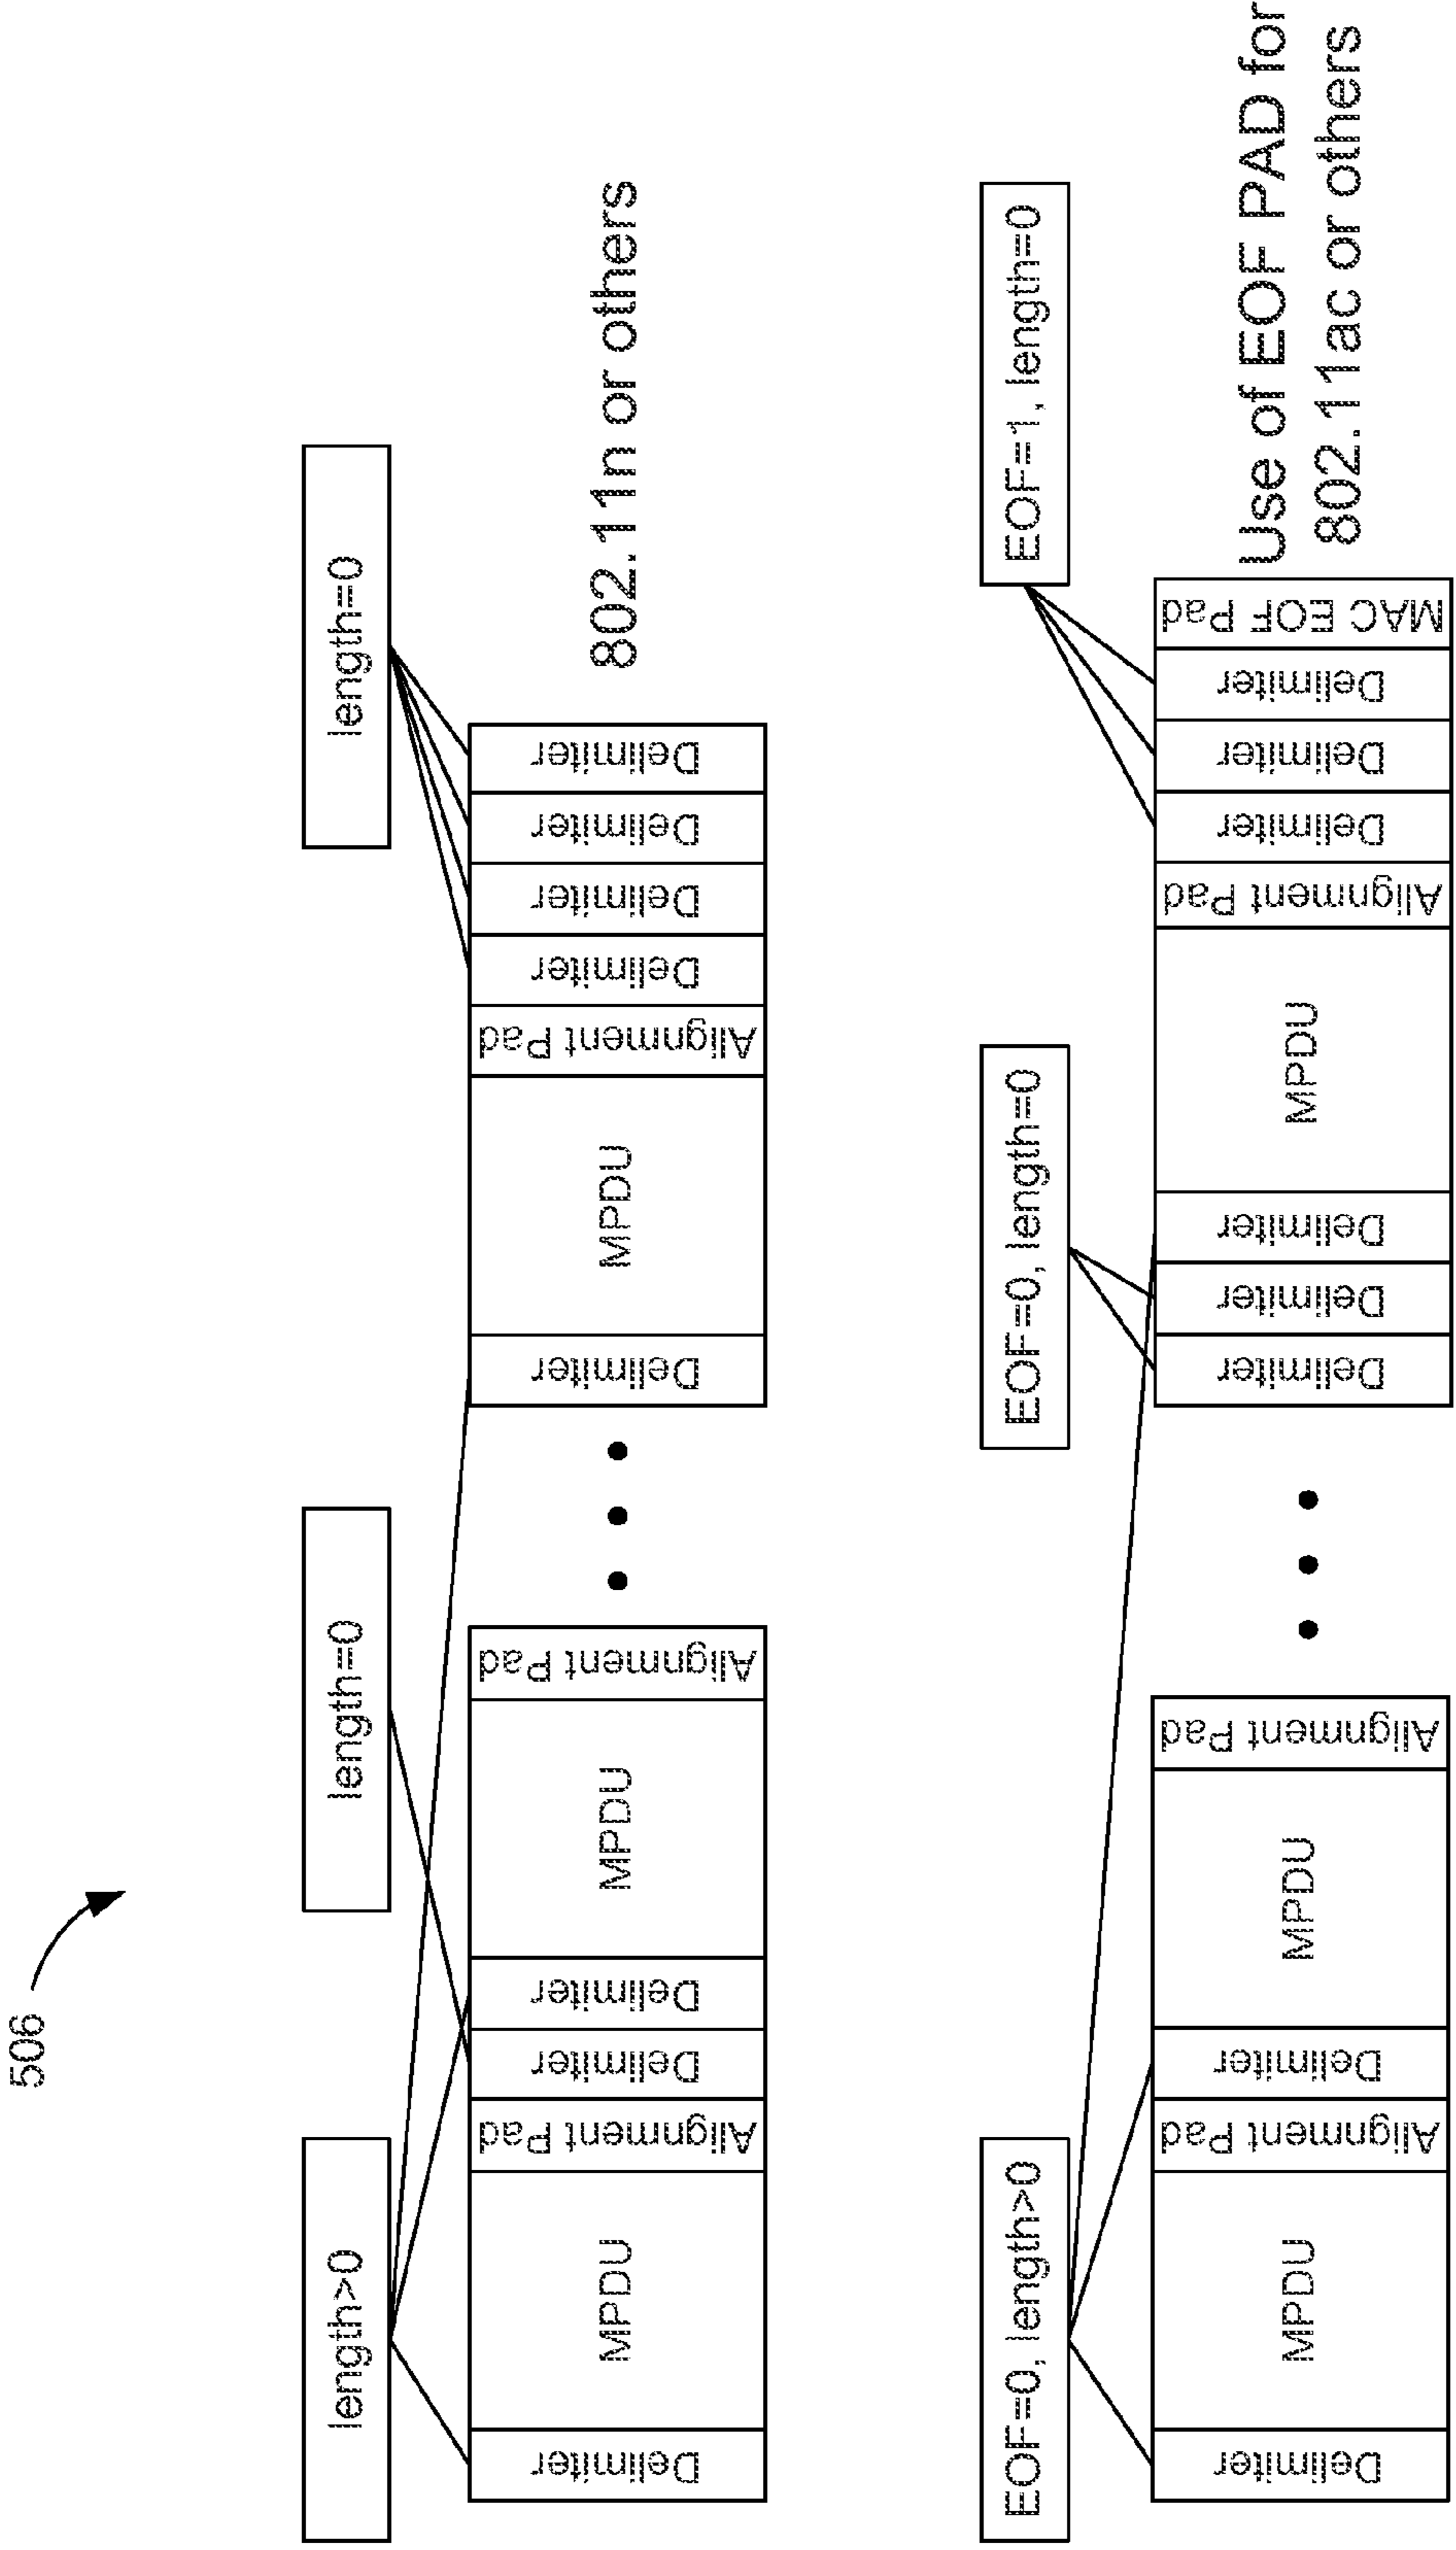 506
length>0
length=0
length=0
Delimiter
MPDU
Alignment Pad
Delimiter
Delimiter
MPDU
Alignment Pad
Delimiter
MPDU
Alignment Pad
Delimiter
Delimiter
Delimiter
Delimiter
802.11n or others
EOF=0, length>0
EOF=0, length=0
EOF=1, length=0
Delimiter
MPDU
Alignment Pad
Delimiter
MPDU
Alignment Pad
Delimiter
Delimiter
Delimiter
MPDU
Alignment Pad
Delimiter
Delimiter
Delimiter
MAC EOF Pad
Use of EOF PAD for
802.11ac or others